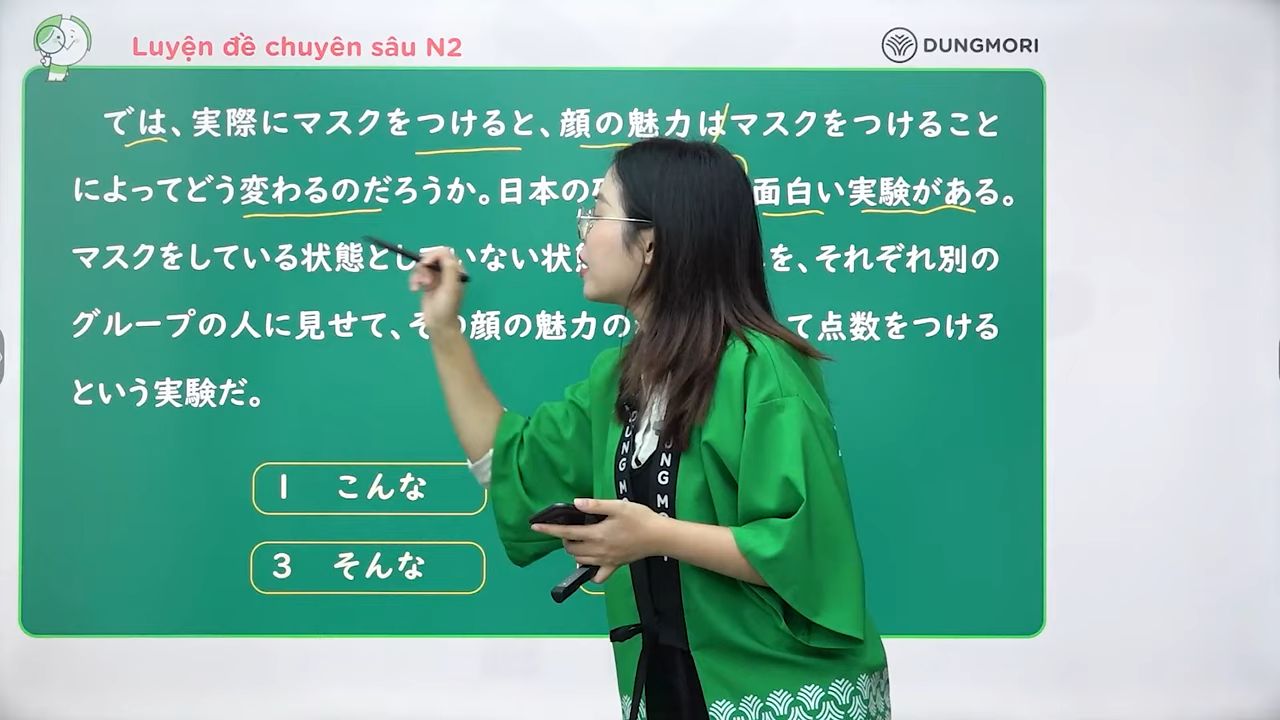 Luyện đề chuyên sâu N2
DUNGMORI
では、実際にマスクをつけると、顔の魅力はマスクをつけること
によってどう変わるのだろうか。日本の 面白い実験がある。
マスクをしている状態としていない状 を、それぞれ別の
グループの人に見せて、その顔の魅力の て点数をつける
という実験だ。
1 こんな
3 そんな